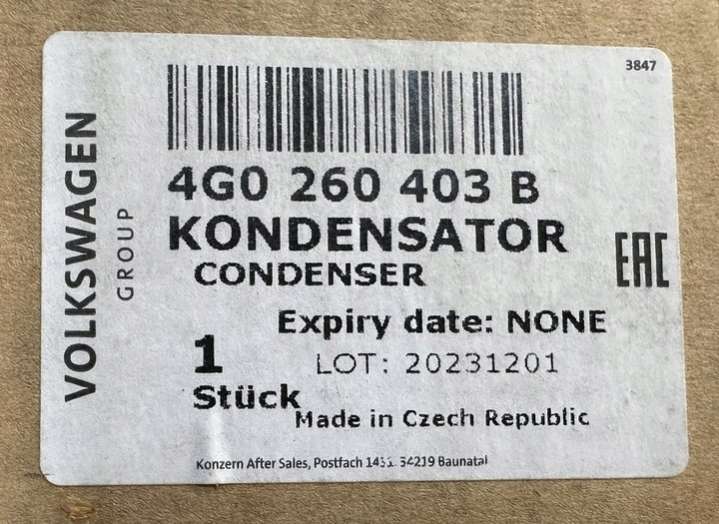 3847
VOLKSWAGEN
GROUP
4G0 260 403 B
KONDENSATOR
CONDENSER
EAC
Expiry date: NONE
1
LOT: 20231201
Stück
Made in Czech Republic
Konzern After Sales, Postfach 34219 Baunatal